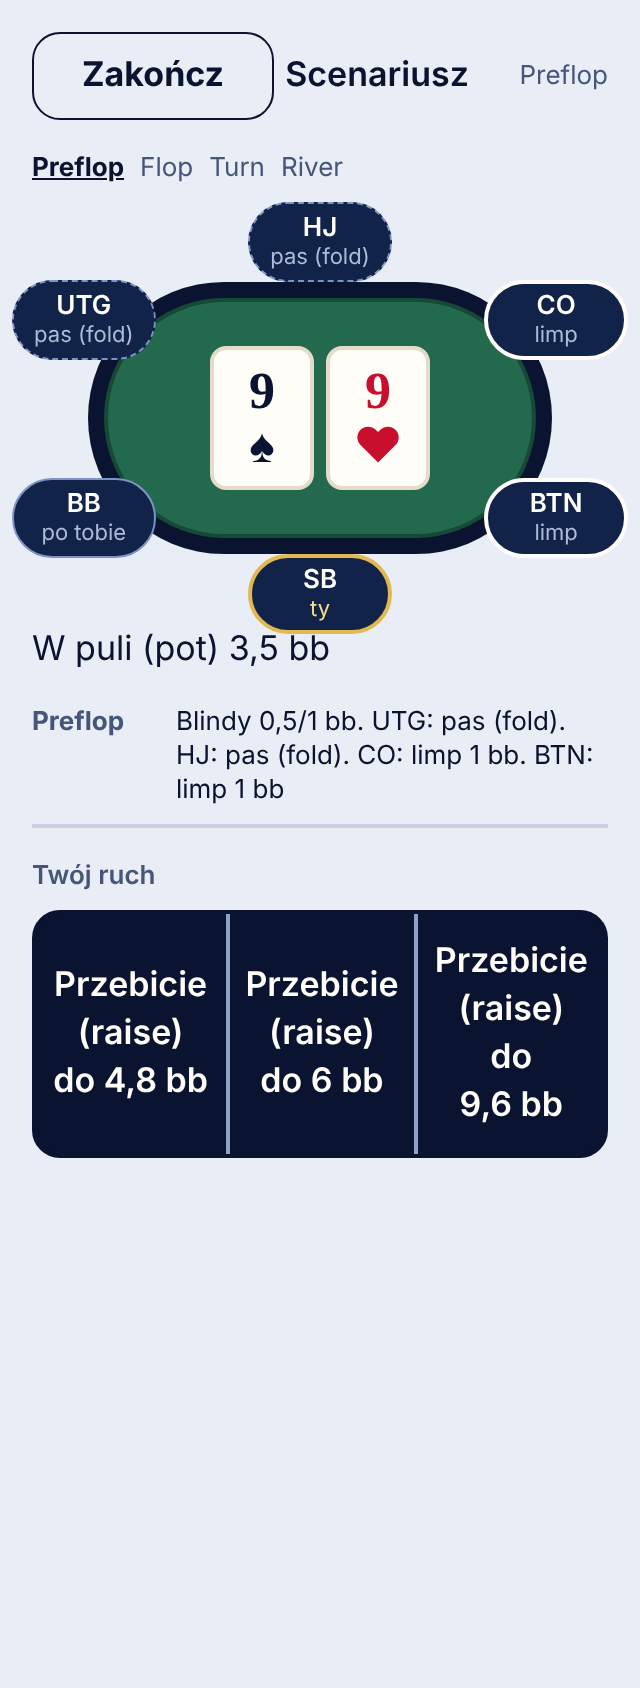 Zakończ Scenariusz Preflop
Preflop Flop Turn River
HJ
pas (fold)
UTG
pas (fold)
CO
limp
9 9
♠ ♥
BB
po tobie
BTN
limp
SB
ty
W puli (pot) 3,5 bb
Preflop Blindy 0,5/1 bb. UTG: pas (fold).
HJ: pas (fold). CO: limp 1 bb. BTN:
limp 1 bb
Twój ruch
Przebicie
(raise)
do 4,8 bb
Przebicie
(raise)
do 6 bb
Przebicie
(raise)
do
9,6 bb